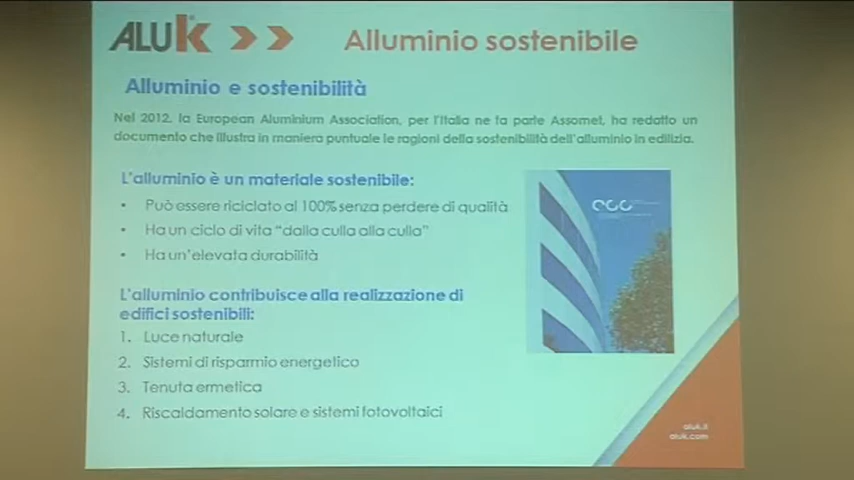 ALUK
Alluminio sostenibile
Alluminio e sostenibilità
Nel 2012, la European Aluminium Association, per l'Italia ne fa parte Assomet, ha redatto un
documento che illustra in maniera puntuale le ragioni della sostenibilità dell'alluminio in edilizia.
L'alluminio è un materiale sostenibile:
• Può essere riciclato al 100% senza perdere di qualità
• Ha un ciclo di vita "dalla culla alla culla"
• Ha un'elevata durabilità
L'alluminio contribuisce alla realizzazione di
edifici sostenibili:
1. Luce naturale
2. Sistemi di risparmio energetico
3. Tenuta ermetica
4. Riscaldamento solare e sistemi fotovoltaici
aluk.it
aluk.com